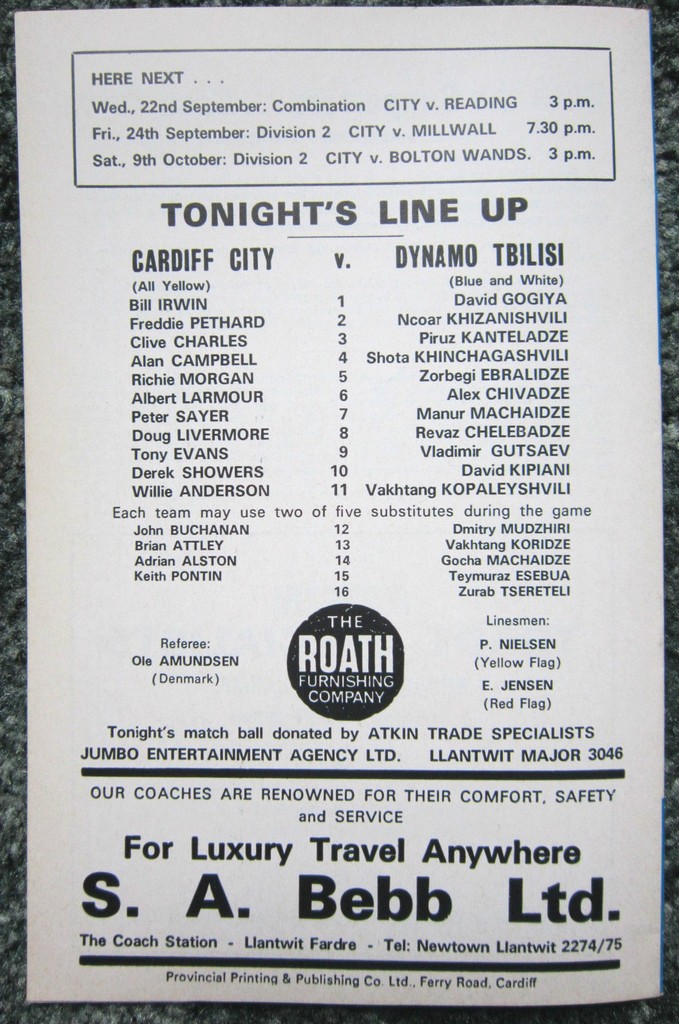 HERE NEXT . . .
Wed., 22nd September: Combination CITY v. READING 3 p.m.
Fri., 24th September: Division 2 CITY v. MILLWALL 7.30 p.m.
Sat., 9th October: Division 2 CITY v. BOLTON WANDS. 3 p.m.
TONIGHT'S LINE UP
CARDIFF CITY v. DYNAMO TBILISI
(All Yellow) (Blue and White)
Bill IRWIN 1 David GOGIYA
Freddie PETHARD 2 Ncoar KHIZANISHVILI
Clive CHARLES 3 Piruz KANTELADZE
Alan CAMPBELL 4 Shota KHINCHAGASHVILI
Richie MORGAN 5 Zorbegi EBRALIDZE
Albert LARMOUR 6 Alex CHIVADZE
Peter SAYER 7 Manur MACHAIDZE
Doug LIVERMORE 8 Revaz CHELEBADZE
Tony EVANS 9 Vladimir GUTSAEV
Derek SHOWERS 10 David KIPIANI
Willie ANDERSON 11 Vakhtang KOPALEYSHVILI
Each team may use two of five substitutes during the game
John BUCHANAN 12 Dmitry MUDZHIRI
Brian ATTLEY 13 Vakhtang KORIDZE
Adrian ALSTON 14 Gocha MACHAIDZE
Keith PONTIN 15 Teymuraz ESEBUA
16 Zurab TSERETELI
Referee:
Ole AMUNDSEN
(Denmark)
THE
ROATH
FURNISHING
COMPANY
Linesmen:
P. NIELSEN
(Yellow Flag)
E. JENSEN
(Red Flag)
Tonight's match ball donated by ATKIN TRADE SPECIALISTS
JUMBO ENTERTAINMENT AGENCY LTD. LLANTWIT MAJOR 3046
OUR COACHES ARE RENOWNED FOR THEIR COMFORT, SAFETY
and SERVICE
For Luxury Travel Anywhere
S. A. Bebb Ltd.
The Coach Station - Llantwit Fardre - Tel: Newtown Llantwit 2274/75
Provincial Printing & Publishing Co. Ltd., Ferry Road, Cardiff